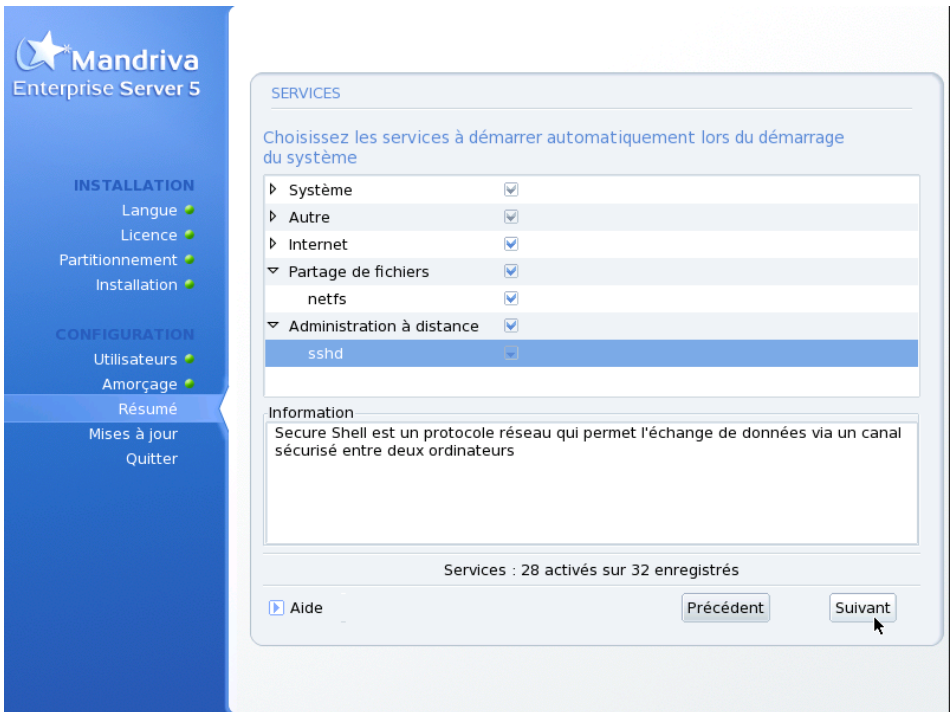 Mandriva
Enterprise Server 5
INSTALLATION
Langue
Licence
Partitionnement
Installation
CONFIGURATION
Utilisateurs
Amorçage
Résumé
Mises à jour
Quitter
SERVICES
Choisissez les services à démarrer automatiquement lors du démarrage
du système
Système
Autre
Internet
Partage de fichiers
netfs
Administration à distance
sshd
Information
Secure Shell est un protocole réseau qui permet l'échange de données via un canal
sécurisé entre deux ordinateurs
Services : 28 activés sur 32 enregistrés
Aide
Précédent
Suivant